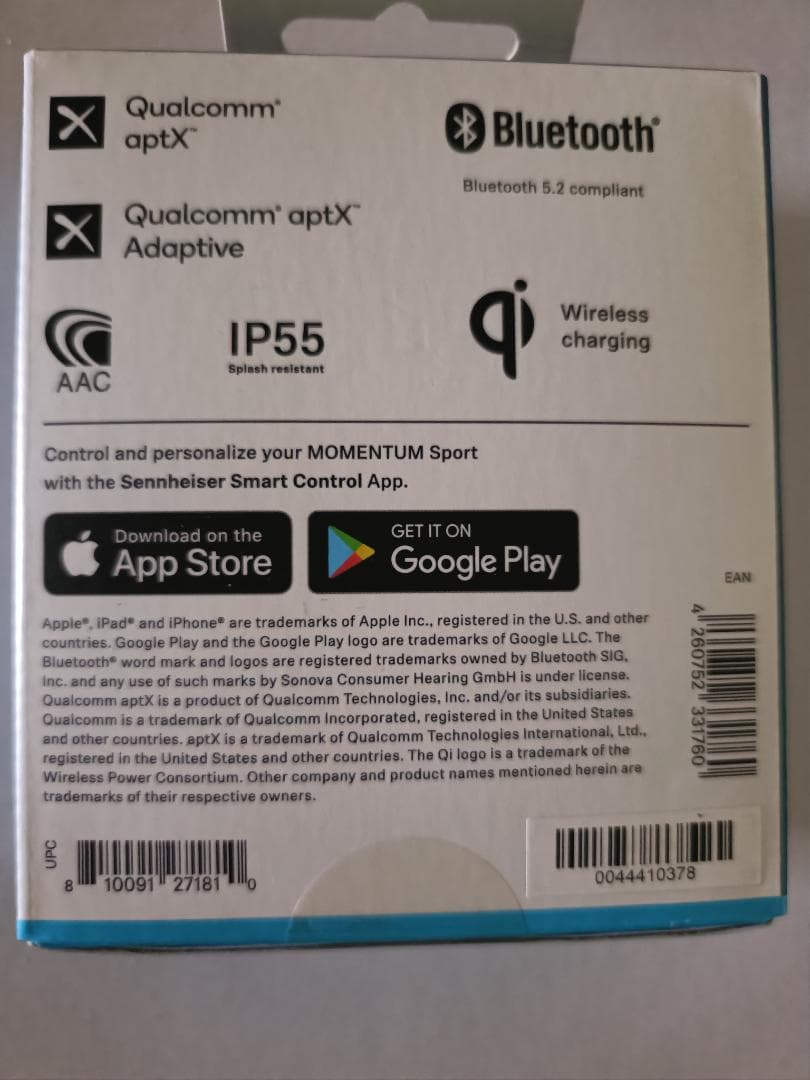 Qualcomm®
aptX™
Bluetooth®
Bluetooth 5.2 compliant
Qualcomm® aptX™
Adaptive
AAC
IP55
Splash resistant
qi
Wireless
charging
Control and personalize your MOMENTUM Sport
with the Sennheiser Smart Control App.
Download on the
App Store
GET IT ON
Google Play
EAN
4 260752 331760
Apple®, iPad® and iPhone® are trademarks of Apple Inc., registered in the U.S. and other
countries. Google Play and the Google Play logo are trademarks of Google LLC. The
Bluetooth® word mark and logos are registered trademarks owned by Bluetooth SIG,
Inc. and any use of such marks by Sonova Consumer Hearing GmbH is under license.
Qualcomm aptX is a product of Qualcomm Technologies, Inc. and/or its subsidiaries.
Qualcomm is a trademark of Qualcomm Incorporated, registered in the United States
and other countries. aptX is a trademark of Qualcomm Technologies International, Ltd.,
registered in the United States and other countries. The Qi logo is a trademark of the
Wireless Power Consortium. Other company and product names mentioned herein are
trademarks of their respective owners.
UPC
8 10091 27181 0
0044410378